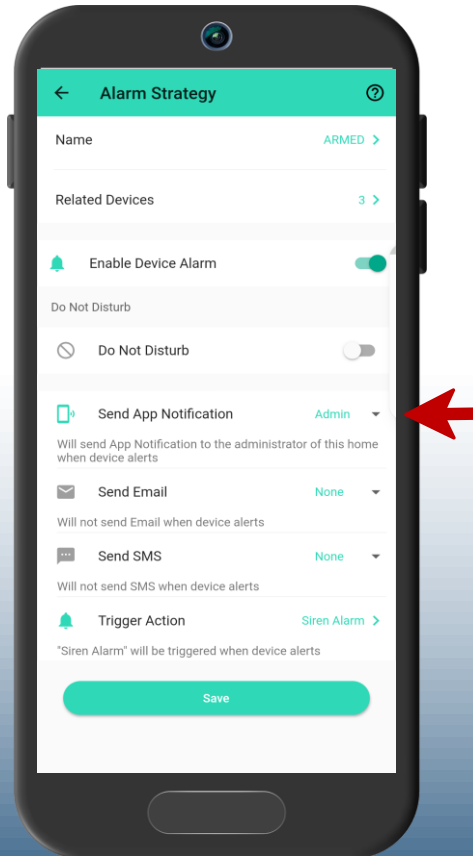 Alarm Strategy
Name ARMED
Related Devices 3
Enable Device Alarm
Do Not Disturb
Do Not Disturb
Send App Notification Admin
Will send App Notification to the administrator of this home
when device alerts
Send Email None
Will not send Email when device alerts
Send SMS None
Will not send SMS when device alerts
Trigger Action Siren Alarm
"Siren Alarm" will be triggered when device alerts
Save